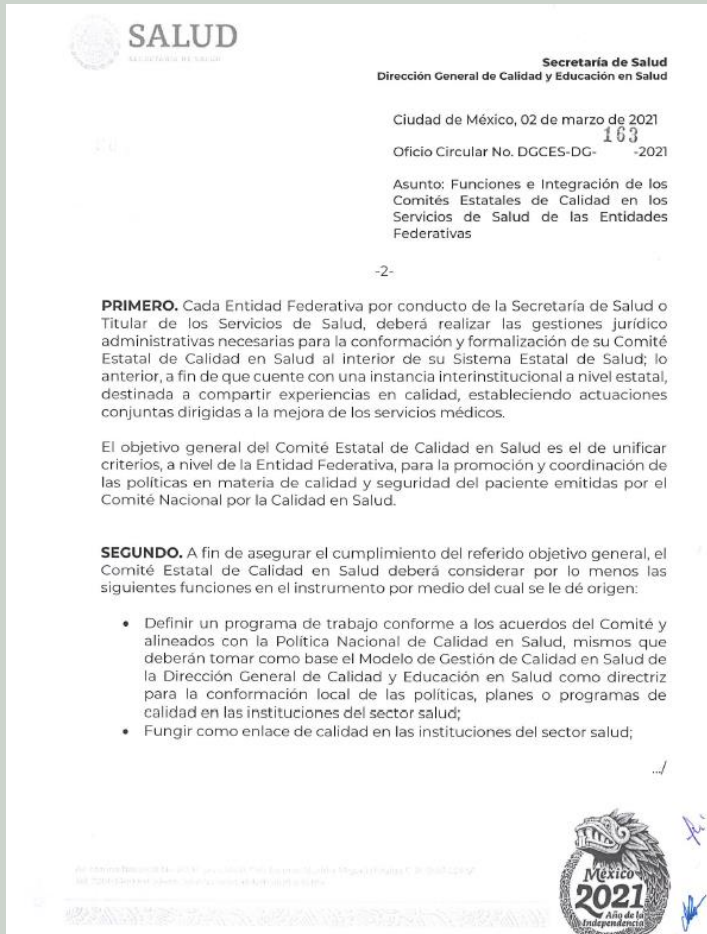 SALUD
SECRETARÍA DE SALUD
Secretaría de Salud
Dirección General de Calidad y Educación en Salud
Ciudad de México, 02 de marzo de 2021
163
Oficio Circular No. DGCES-DG- -2021
Asunto: Funciones e Integración de los
Comités Estatales de Calidad en los
Servicios de Salud de las Entidades
Federativas
-2-
PRIMERO. Cada Entidad Federativa por conducto de la Secretaría de Salud o
Titular de los Servicios de Salud, deberá realizar las gestiones jurídico
administrativas necesarias para la conformación y formalización de su Comité
Estatal de Calidad en Salud al interior de su Sistema Estatal de Salud; lo
anterior, a fin de que cuente con una instancia interinstitucional a nivel estatal,
destinada a compartir experiencias en calidad, estableciendo actuaciones
conjuntas dirigidas a la mejora de los servicios médicos.
El objetivo general del Comité Estatal de Calidad en Salud es el de unificar
criterios, a nivel de la Entidad Federativa, para la promoción y coordinación de
las políticas en materia de calidad y seguridad del paciente emitidas por el
Comité Nacional por la Calidad en Salud.
SEGUNDO. A fin de asegurar el cumplimiento del referido objetivo general, el
Comité Estatal de Calidad en Salud deberá considerar por lo menos las
siguientes funciones en el instrumento por medio del cual se le dé origen:
• Definir un programa de trabajo conforme a los acuerdos del Comité y
alineados con la Política Nacional de Calidad en Salud, mismos que
deberán tomar como base el Modelo de Gestión de Calidad en Salud de
la Dirección General de Calidad y Educación en Salud como directriz
para la conformación local de las políticas, planes o programas de
calidad en las instituciones del sector salud;
• Fungir como enlace de calidad en las instituciones del sector salud;
.../
México
2021
Año de la
Independencia